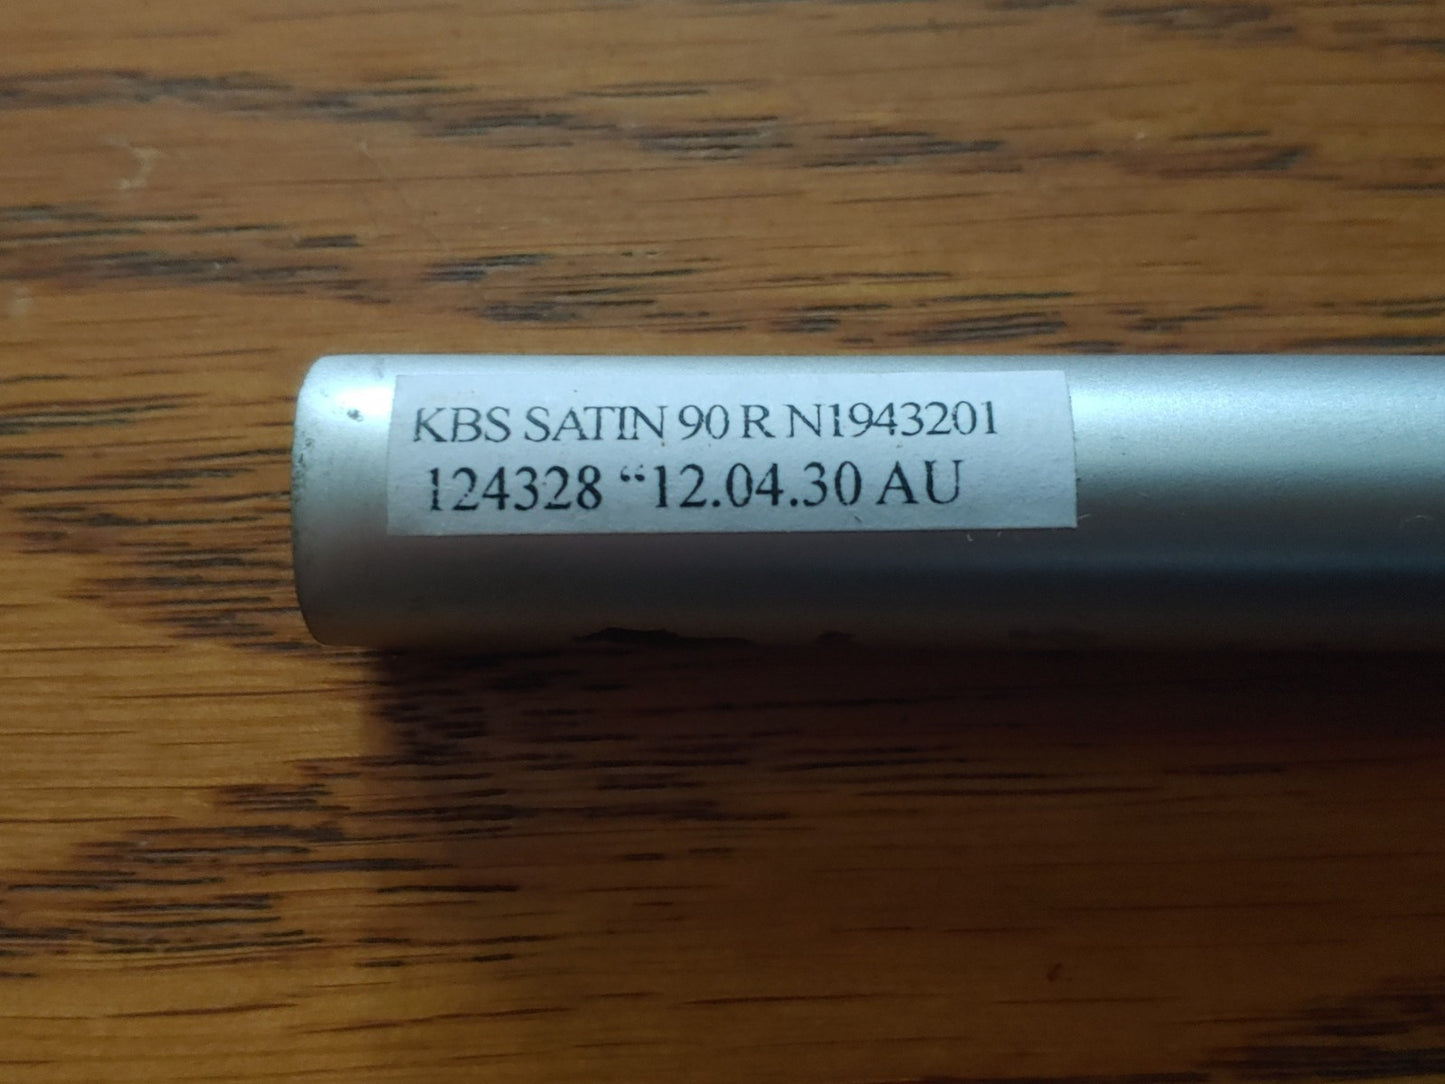 KBS SATIN 90 R N1943201
124328 “12.04.30 AU